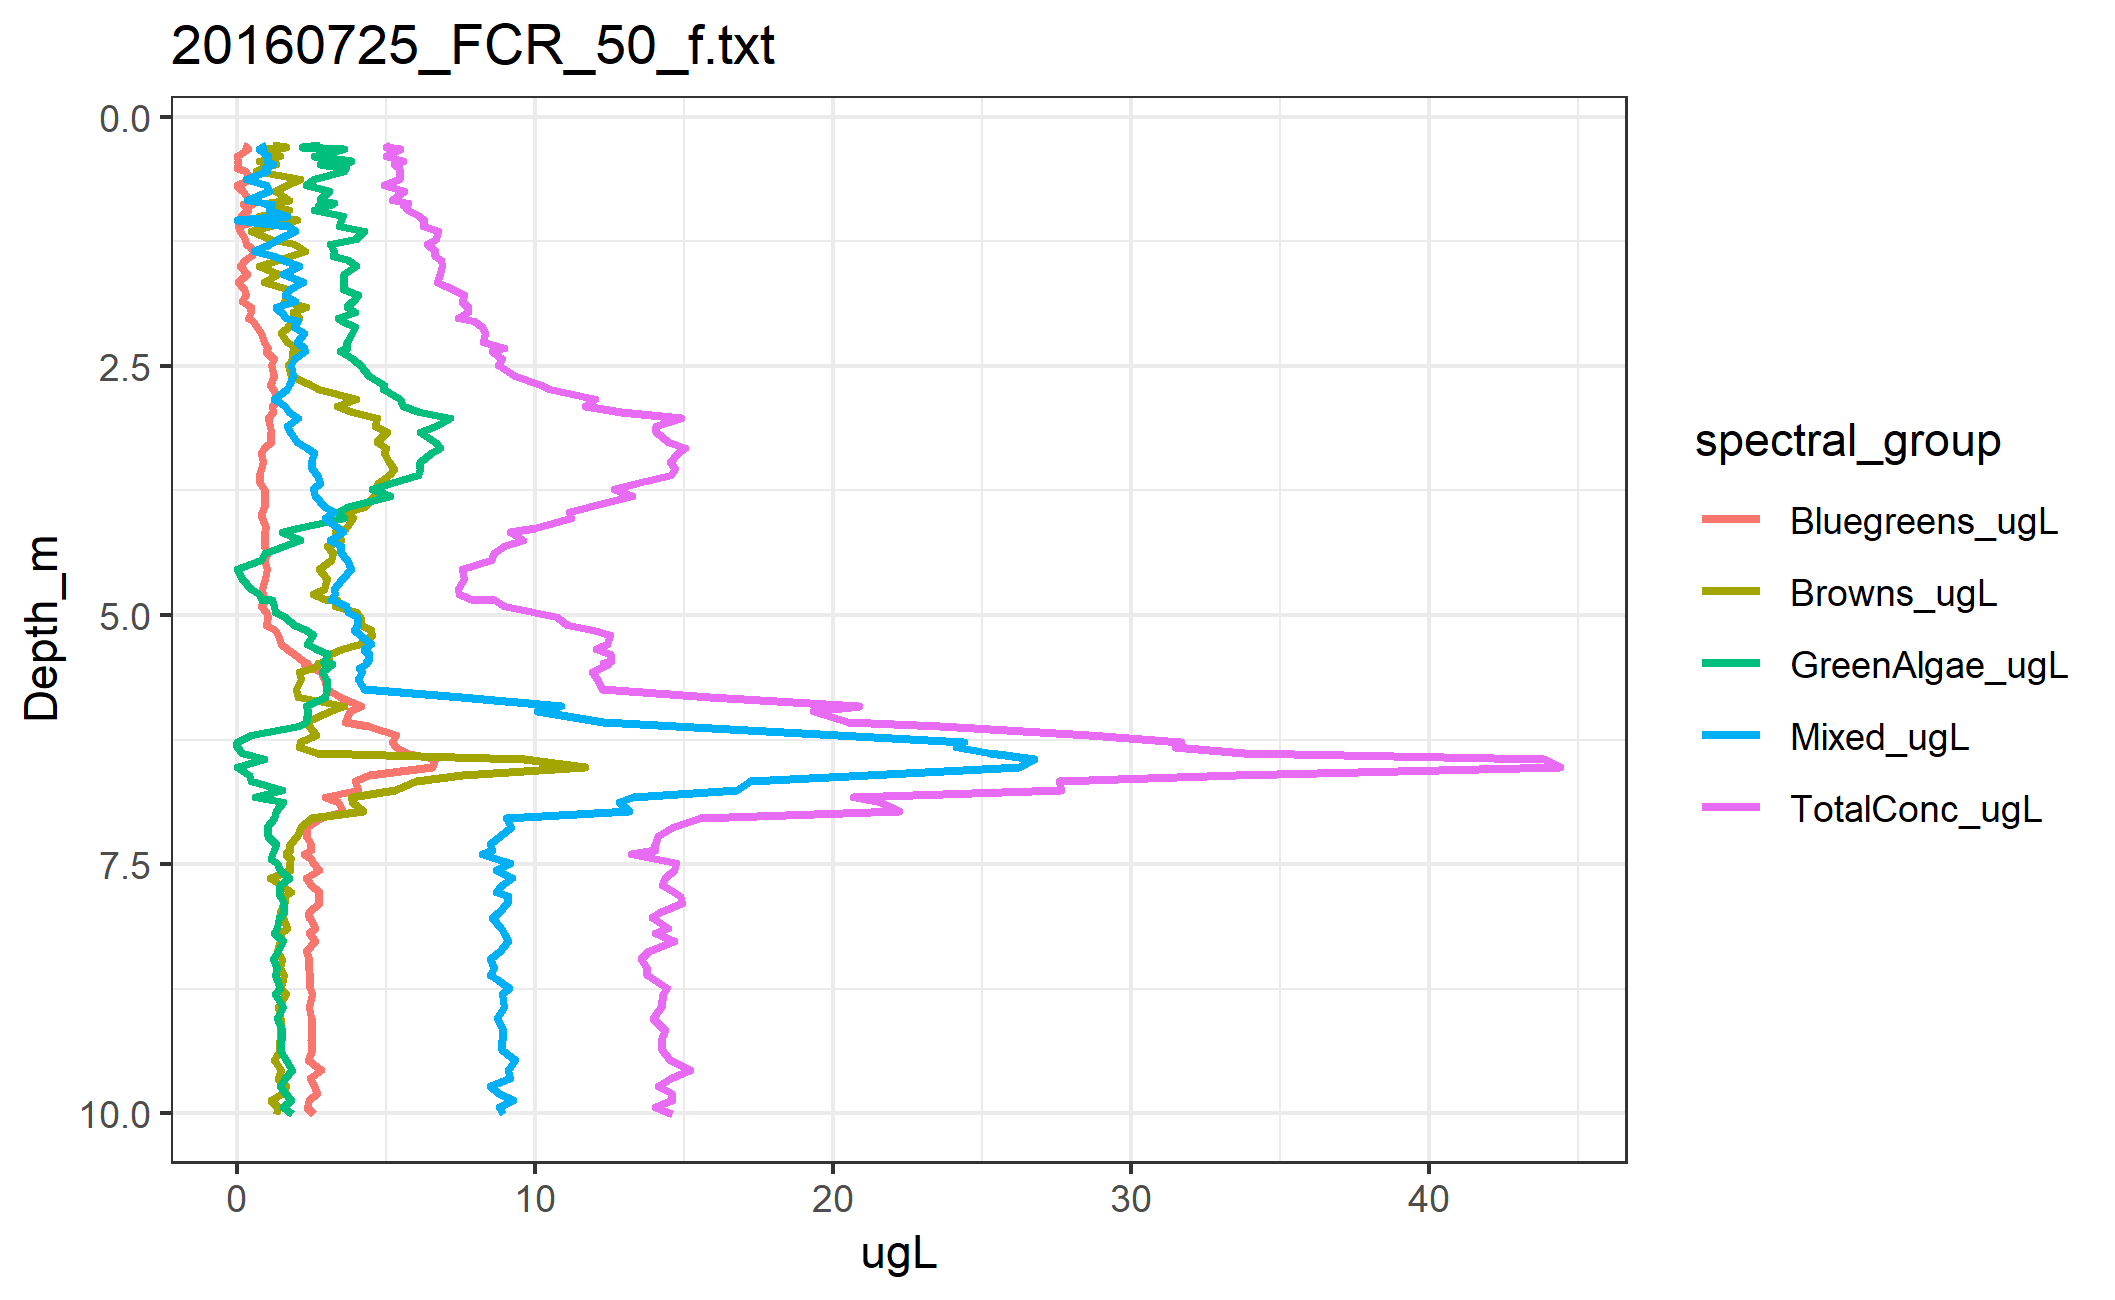 20160725_FCR_50_f.txt
0.0
2.5
5.0
7.5
10.0
Depth_m
0 10 20 30 40
ugL
spectral_group
Bluegreens_ugL
Browns_ugL
GreenAlgae_ugL
Mixed_ugL
TotalConc_ugL